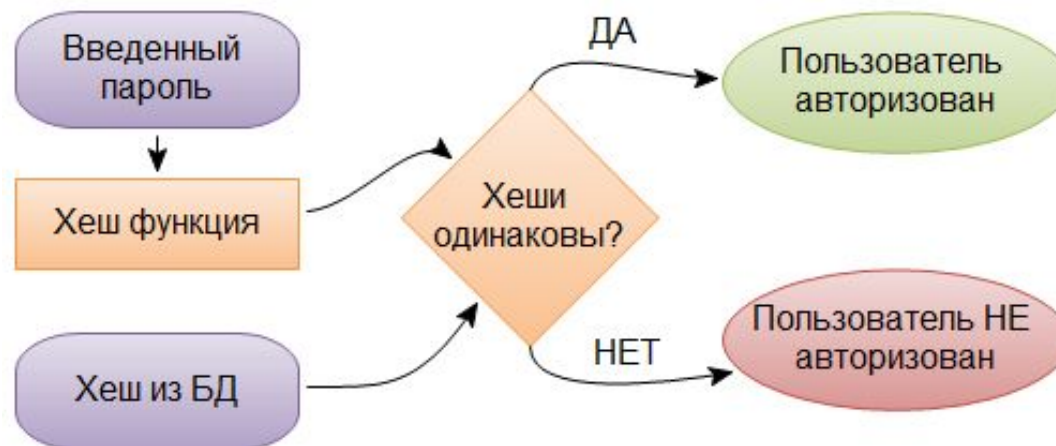 Введенный
пароль
Хеш функция
Хеш из БД
Хеши
одинаковы?
ДА
Пользователь
авторизован
НЕТ
Пользователь НЕ
авторизован